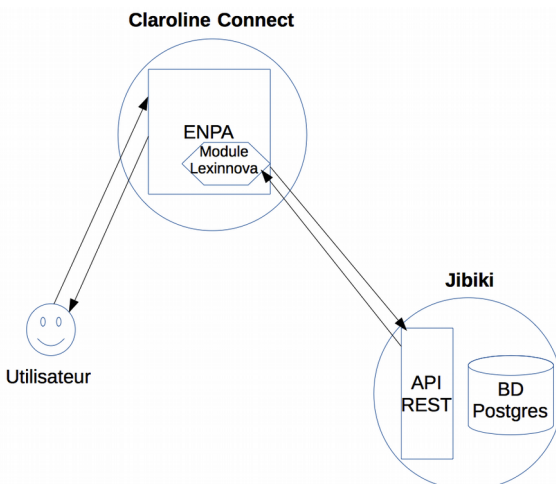 Claroline Connect
ENPA
Module
Lexinnova
Jibiki
Utilisateur
API
REST
BD
Postgres